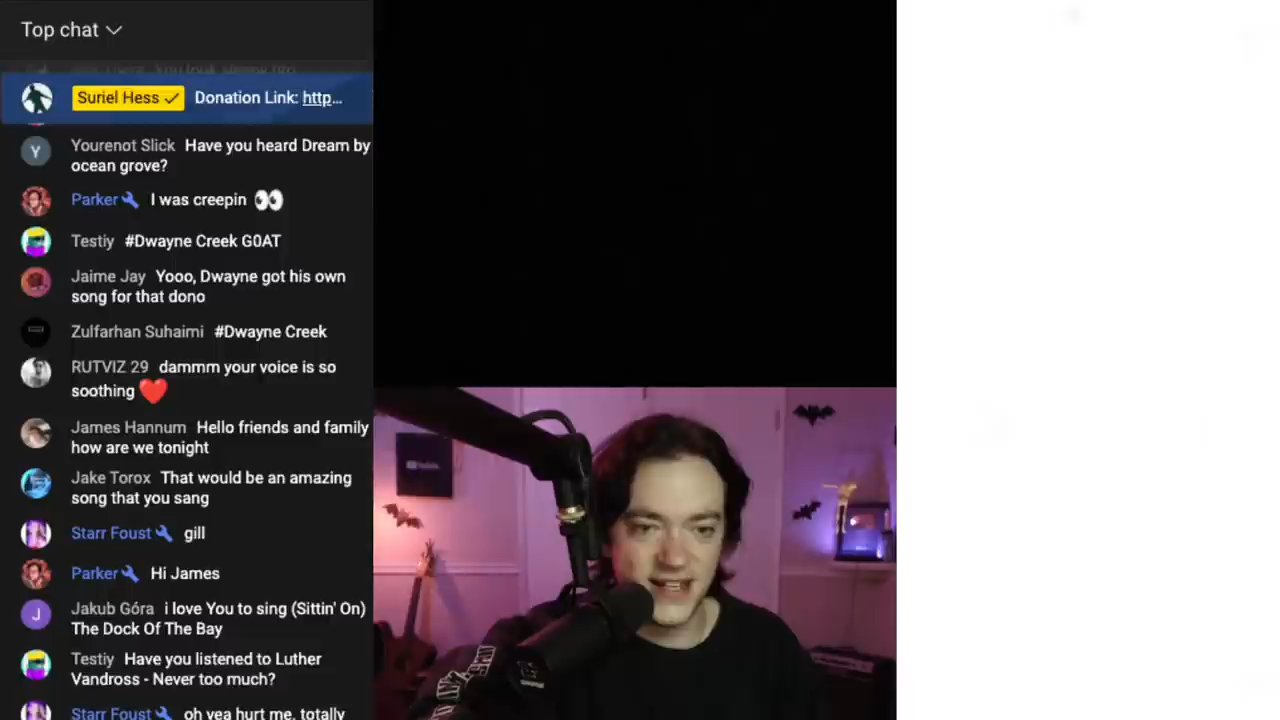 Top chat
Suriel Hess Donation Link: http...
Yourenot Slick Have you heard Dream by
ocean grove?
Parker I was creepin 👀
Testiy #Dwayne Creek G0AT
Jaime Jay Yooo, Dwayne got his own
song for that dono
Zulfarhan Suhaimi #Dwayne Creek
RUTVIZ 29 dammm your voice is so
soothing ❤️
James Hannum Hello friends and family
how are we tonight
Jake Torox That would be an amazing
song that you sang
Starr Foust gill
Parker Hi James
J
Jakub Góra i love You to sing (Sittin' On)
The Dock Of The Bay
Testiy Have you listened to Luther
Vandross - Never too much?
Starr Foust oh yea hurt me, totally
Y